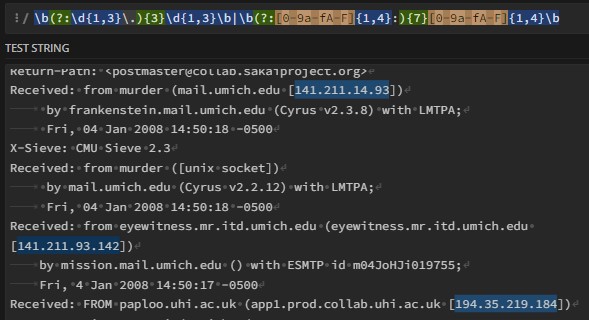 / \b(?:\d{1,3}\.){3}\d{1,3}\b|\b(?:[0-9a-fA-F]{1,4}:){7}[0-9a-fA-F]{1,4}\b
TEST STRING
Return-Path: <postmaster@collab.sakaiproject.org>
Received: from murder (mail.umich.edu [141.211.14.93])
by frankenstein.mail.umich.edu (Cyrus v2.3.8) with LMTPA;
Fri, 04 Jan 2008 14:50:18 -0500
X-Sieve: CMU Sieve 2.3
Received: from murder ([unix socket])
by mail.umich.edu (Cyrus v2.2.12) with LMTPA;
Fri, 04 Jan 2008 14:50:18 -0500
Received: from eyewitness.mr.itd.umich.edu (eyewitness.mr.itd.umich.edu
[141.211.93.142])
by mission.mail.umich.edu () with ESMTP id m04JoHJi019755;
Fri, 4 Jan 2008 14:50:17 -0500
Received: FROM paploo.uhi.ac.uk (app1.prod.collab.uhi.ac.uk [194.35.219.184])